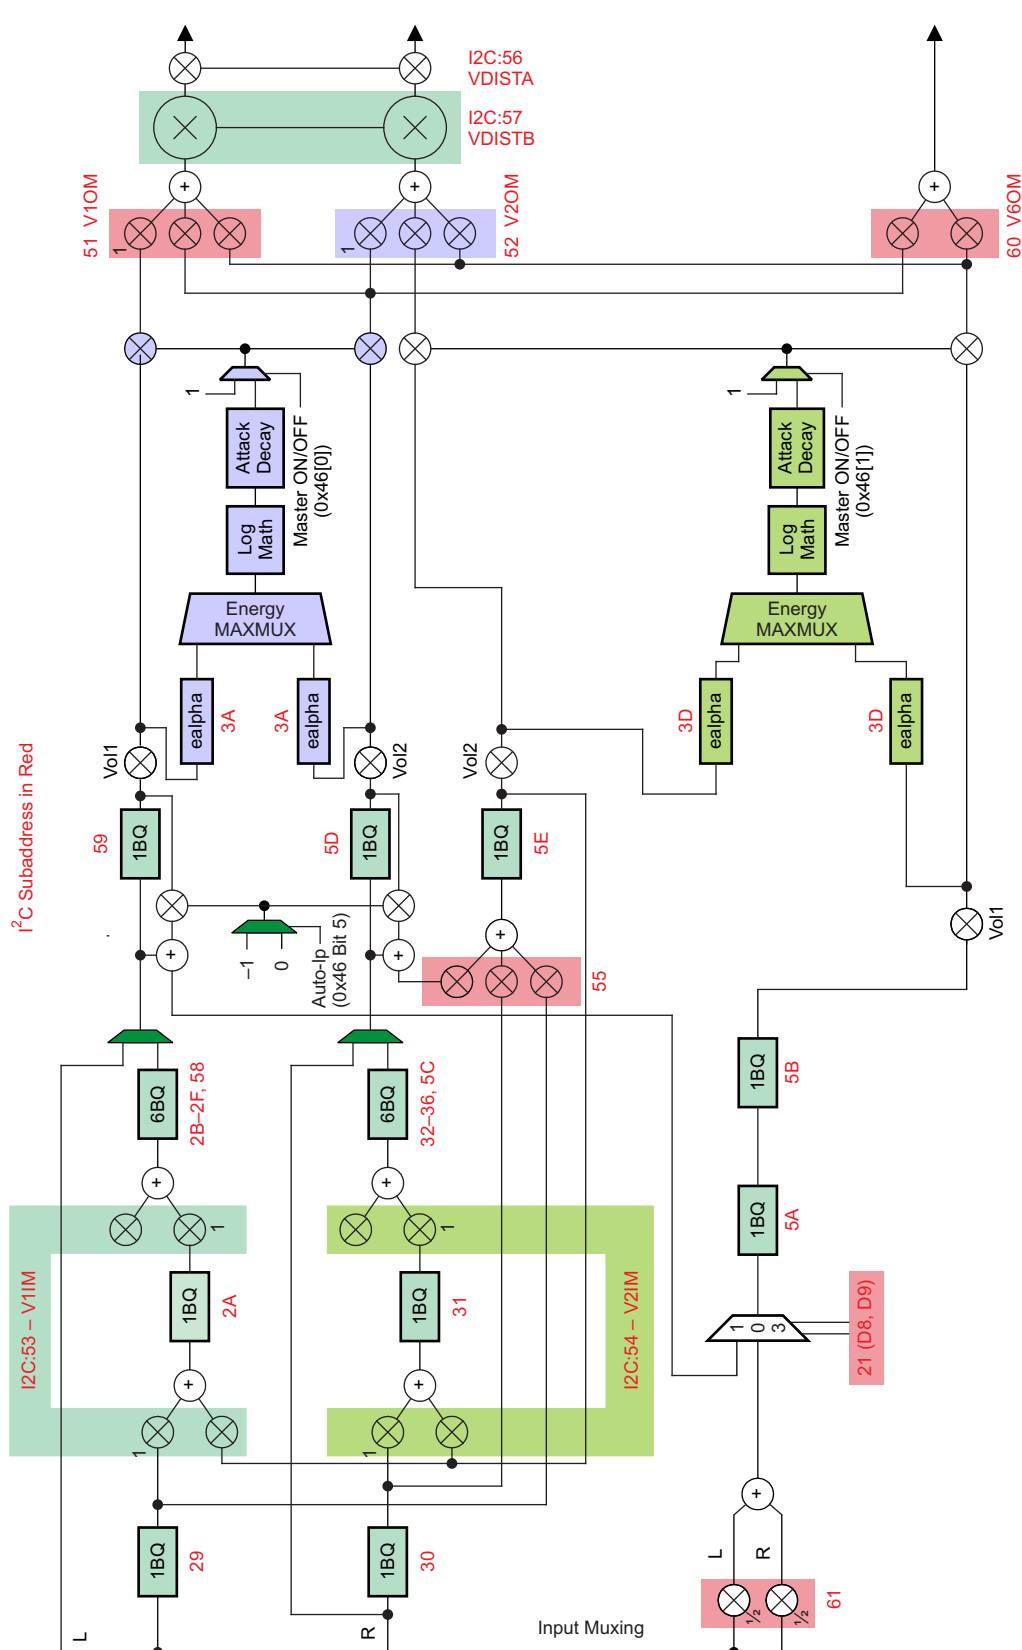 I2C:56
VDISTA
I2C:57
VDISTB
51 V1OM
1
52 V2OM
1
60 V6OM
1
Attack
Decay
Master ON/OFF
(0x46[0])
Log
Math
Energy
MAXMUX
1
Attack
Decay
Master ON/OFF
(0x46[1])
Log
Math
Energy
MAXMUX
ealpha
3A
ealpha
3A
ealpha
3D
ealpha
3D
I2C Subaddress in Red
Vol1
Vol2
Vol2
1BQ
59
1BQ
5D
1BQ
5E
Vol1
–1
0
Auto-lp
(0x46 Bit 5)
55
6BQ
2B–2F, 58
6BQ
32–36, 5C
1BQ
5B
1BQ
5A
1
1
I2C:53 – V1IM
1BQ
2A
1BQ
31
I2C:54 – V2IM
1
0
3
21 (D8, D9)
1
1
1BQ
29
1BQ
30
L
R
½
½
61
L
R
Input Muxing